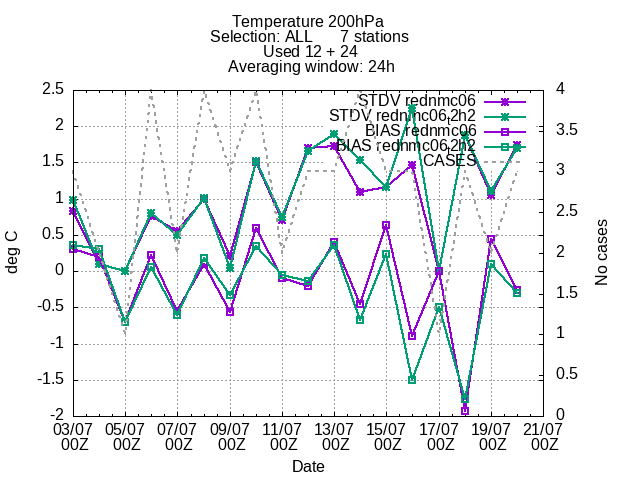 Temperature 200hPa
Selection: ALL 7 stations
Used 12 + 24
Averaging window: 24h
2.5
2
1.5
1
0.5
0
-0.5
-1
-1.5
-2
deg C
4
3.5
3
2.5
2
1.5
1
0.5
0
No cases
STDV rednmc06
STDV rednmc06_t2h2
BIAS rednmc06
BIAS rednmc06_t2h2
CASES
03/07 05/07 07/07 09/07 11/07 13/07 15/07 17/07 19/07 21/07
00Z 00Z 00Z 00Z 00Z 00Z 00Z 00Z 00Z 00Z
Date